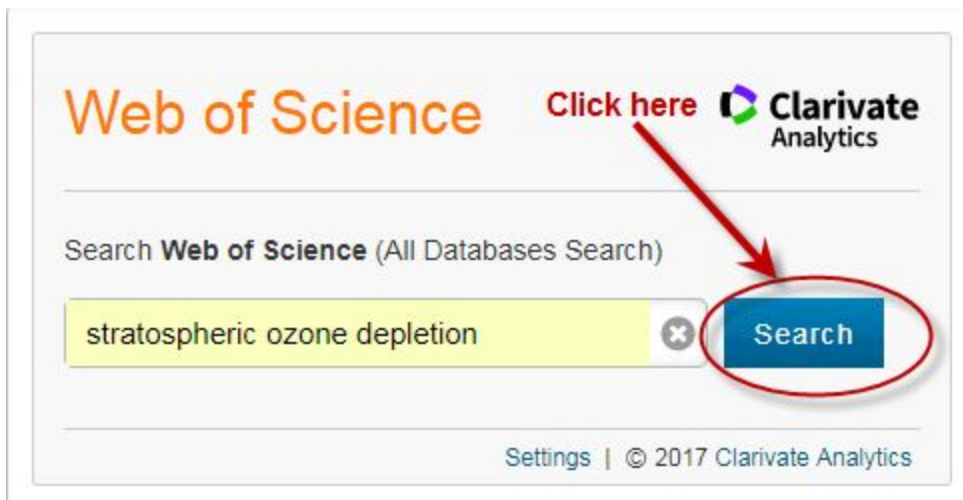 Web of Science
Click here
Clarivate
Analytics
Search Web of Science (All Databases Search)
stratospheric ozone depletion
Search
Settings | © 2017 Clarivate Analytics